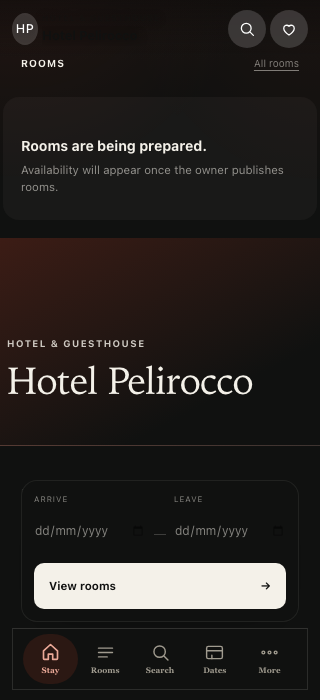 HP
ROOMS
All rooms
Rooms are being prepared.
Availability will appear once the owner publishes
rooms.
HOTEL & GUESTHOUSE
Hotel Pelirocco
ARRIVE
LEAVE
dd/mm/yyyy
dd/mm/yyyy
View rooms
Stay
Rooms
Search
Dates
More